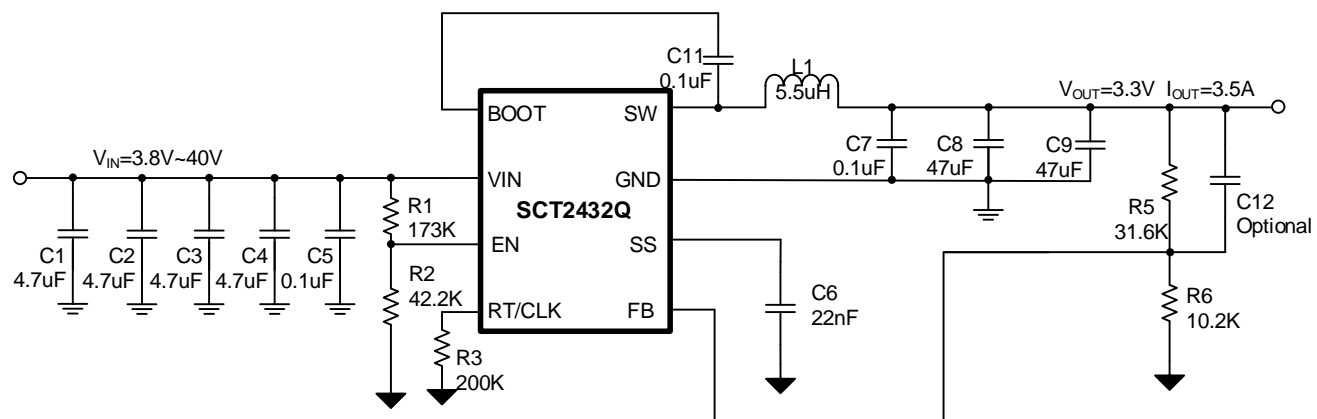 C11
0.1uF
L1
5.5uH
BOOT
SW
V_OUT=3.3V I_OUT=3.5A
V_IN=3.8V~40V
VIN
GND
C7
0.1uF
C8
47uF
C9
47uF
SCT2432Q
R1
173K
EN
SS
R5
31.6K
C12
Optional
C1
4.7uF
C2
4.7uF
C3
4.7uF
C4
4.7uF
C5
0.1uF
R2
42.2K
RT/CLK
FB
C6
22nF
R6
10.2K
R3
200K